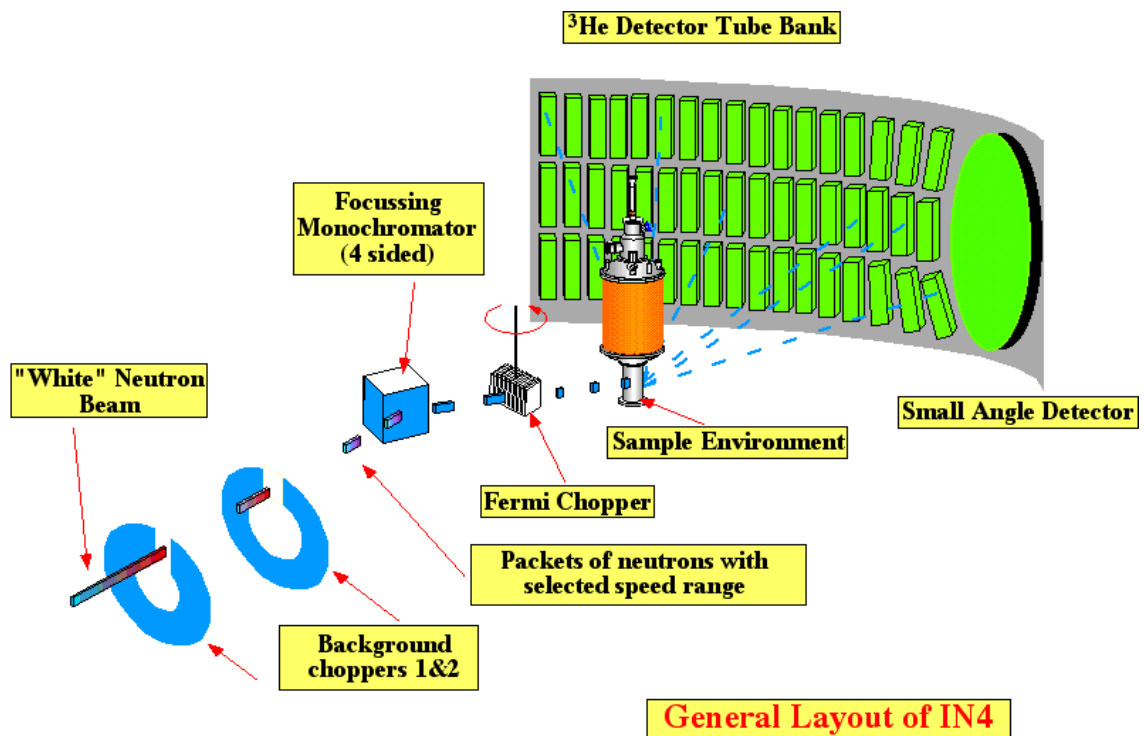 ³He Detector Tube Bank
Focussing
Monochromator
(4 sided)
"White" Neutron
Beam
Small Angle Detector
Sample Environment
Fermi Chopper
Packets of neutrons with
selected speed range
Background
choppers 1&2
General Layout of IN4